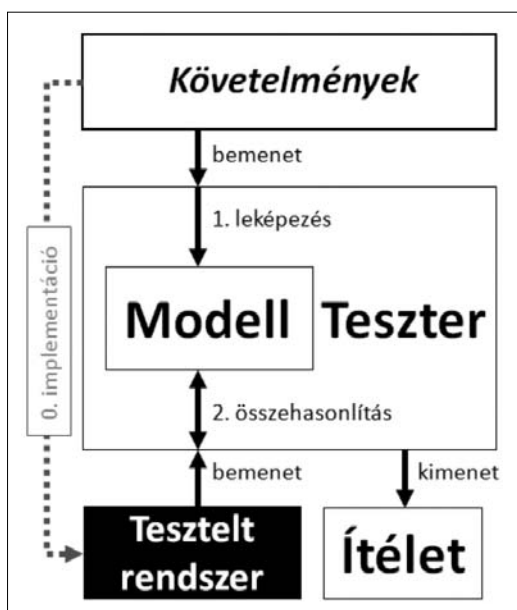 Követelmények
bemenet
1. leképezés
0. implementáció
Modell
Teszter
2. összehasonlítás
bemenet
kimenet
Tesztelt
rendszer
Ítélet